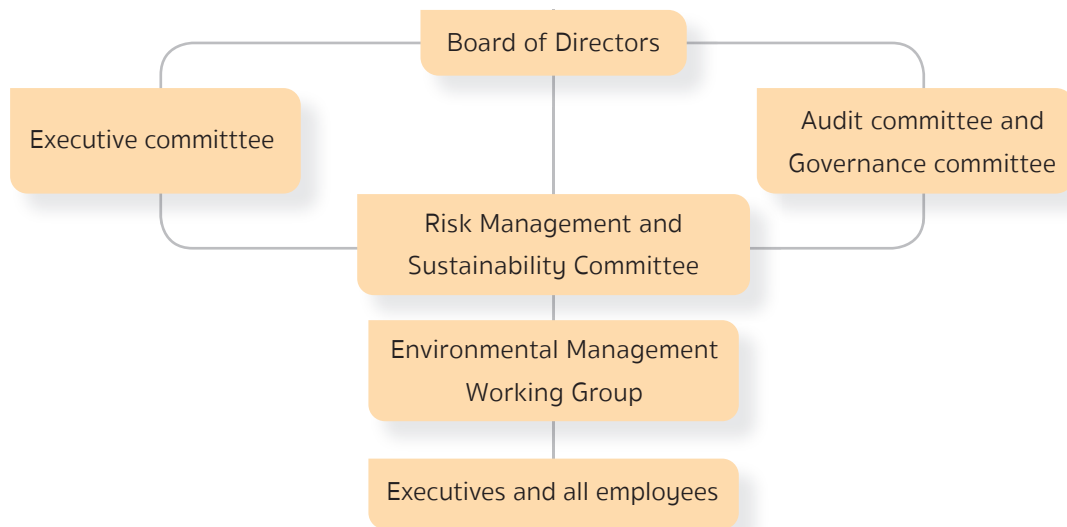 Board of Directors
Executive committtee
Audit committee and
Governance committee
Risk Management and
Sustainability Committee
Environmental Management
Working Group
Executives and all employees